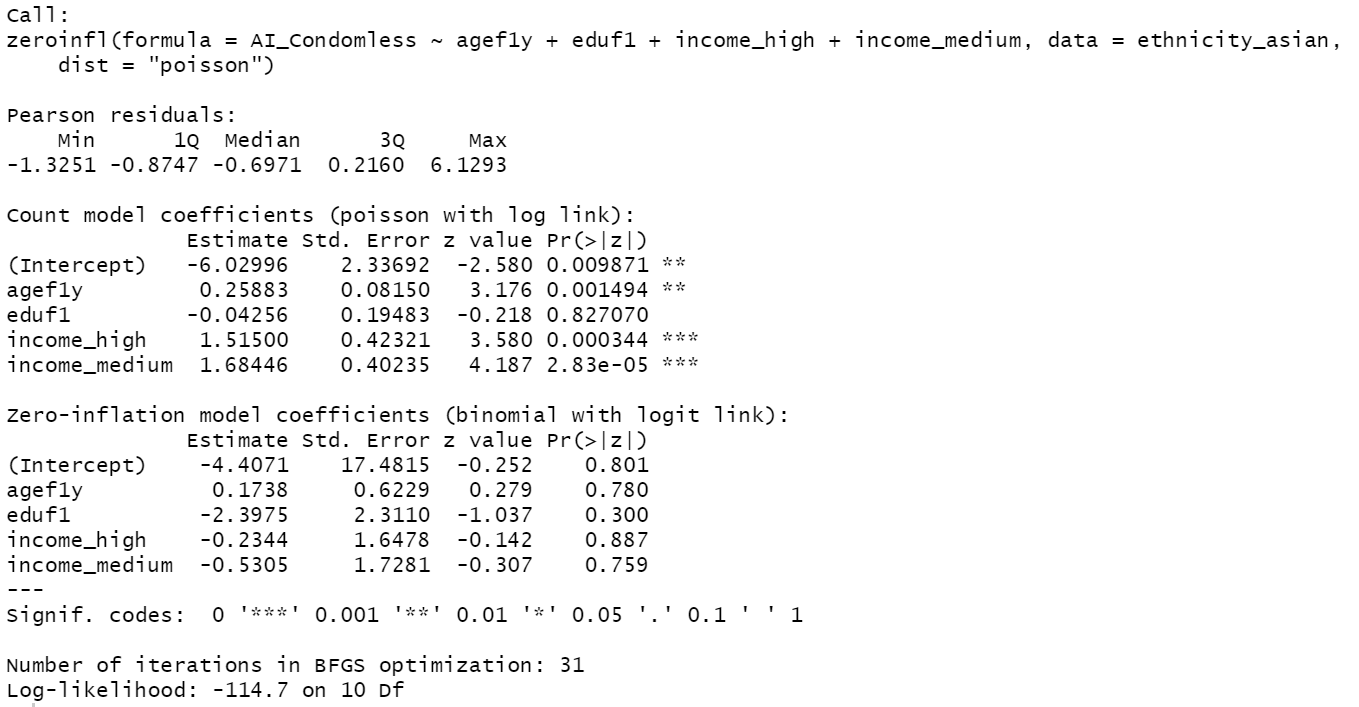 Call:
zeroinfl(formula = AI_Condomless ~ agef1y + eduf1 + income_high + income_medium, data = ethnicity_asian,
    dist = "poisson")

Pearson residuals:
    Min      1Q  Median      3Q     Max
-1.3251 -0.8747 -0.6971  0.2160  6.1293

Count model coefficients (poisson with log link):
              Estimate Std. Error z value Pr(>|z|)
(Intercept)   -6.02996    2.33692  -2.580 0.009871 **
agef1y         0.25883    0.08150   3.176 0.001494 **
eduf1         -0.04256    0.19483  -0.218 0.827070
income_high    1.51500    0.42321   3.580 0.000344 ***
income_medium  1.68446    0.40235   4.187 2.83e-05 ***

Zero-inflation model coefficients (binomial with logit link):
              Estimate Std. Error z value Pr(>|z|)
(Intercept)    -4.4071    17.4815  -0.252    0.801
agef1y          0.1738     0.6229   0.279    0.780
eduf1          -2.3975     2.3110  -1.037    0.300
income_high    -0.2344     1.6478  -0.142    0.887
income_medium  -0.5305     1.7281  -0.307    0.759
---
Signif. codes:  0 '***' 0.001 '**' 0.01 '*' 0.05 '.' 0.1 ' ' 1

Number of iterations in BFGS optimization: 31
Log-likelihood: -114.7 on 10 Df